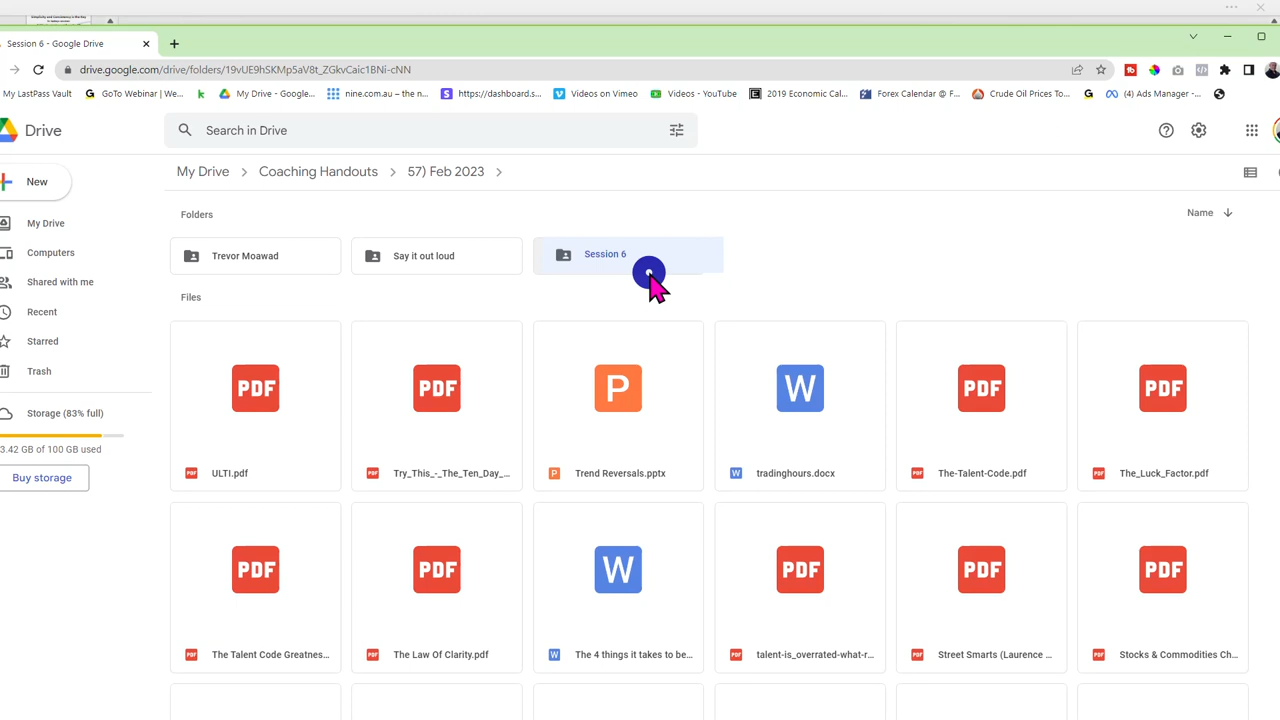 Session 6 - Google Drive
drive.google.com/drive/folders/19vUE9hSKMp5aV8t_ZGkvCaic1BNi-cNN
My LastPass Vault
GoTo Webinar | We...
My Drive - Google...
nine.com.au – the n...
https://dashboard.s...
Videos on Vimeo
Videos - YouTube
2019 Economic Cal...
Forex Calendar @ F...
Crude Oil Prices To...
(4) Ads Manager -...
Drive
Search in Drive
New
My Drive
Coaching Handouts
57) Feb 2023
My Drive
Computers
Shared with me
Recent
Starred
Trash
Storage (83% full)
3.42 GB of 100 GB used
Buy storage
Folders
Name
Trevor Moawad
Say it out loud
Session 6
Files
PDF
PDF
P
W
PDF
PDF
ULTI.pdf
Try_This_-_The_Ten_Day_...
Trend Reversals.pptx
tradinghours.docx
The-Talent-Code.pdf
The_Luck_Factor.pdf
PDF
PDF
W
PDF
PDF
PDF
The Talent Code Greatnes...
The Law Of Clarity.pdf
The 4 things it takes to be...
talent-is_overrated-what-r...
Street Smarts (Laurence ...
Stocks & Commodities Ch...